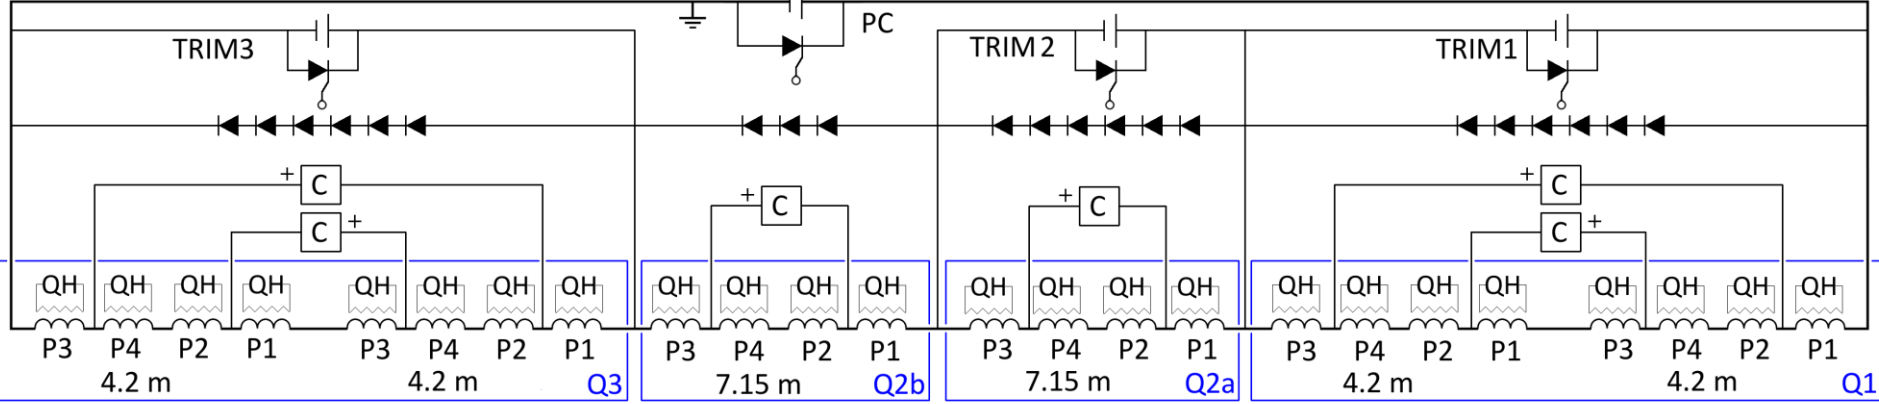 PC
TRIM3
TRIM 2
TRIM1
+ C
+ C
C +
+ C
+ C
+ C
C +
QH QH QH QH QH QH QH QH QH QH QH QH QH QH QH QH QH QH QH QH QH QH QH QH
P3 P4 P2 P1 P3 P4 P2 P1 P3 P4 P2 P1 P3 P4 P2 P1 P3 P4 P2 P1 P3 P4 P2 P1
4.2 m 4.2 m Q3 7.15 m Q2b 7.15 m Q2a 4.2 m 4.2 m Q1